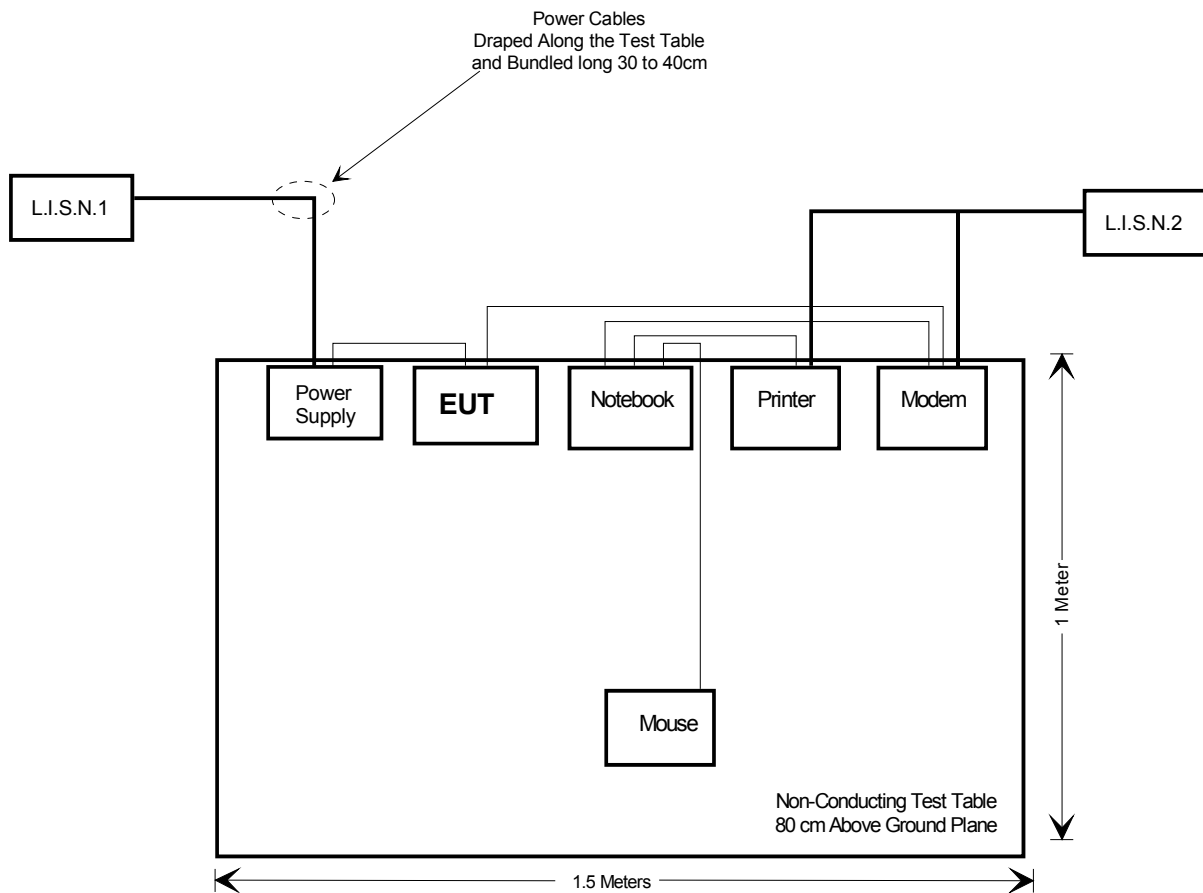 Power Cables
Draped Along the Test Table
and Bundled long 30 to 40cm
L.I.S.N.1
L.I.S.N.2
Power
Supply
EUT
Notebook
Printer
Modem
1 Meter
Mouse
Non-Conducting Test Table
80 cm Above Ground Plane
1.5 Meters